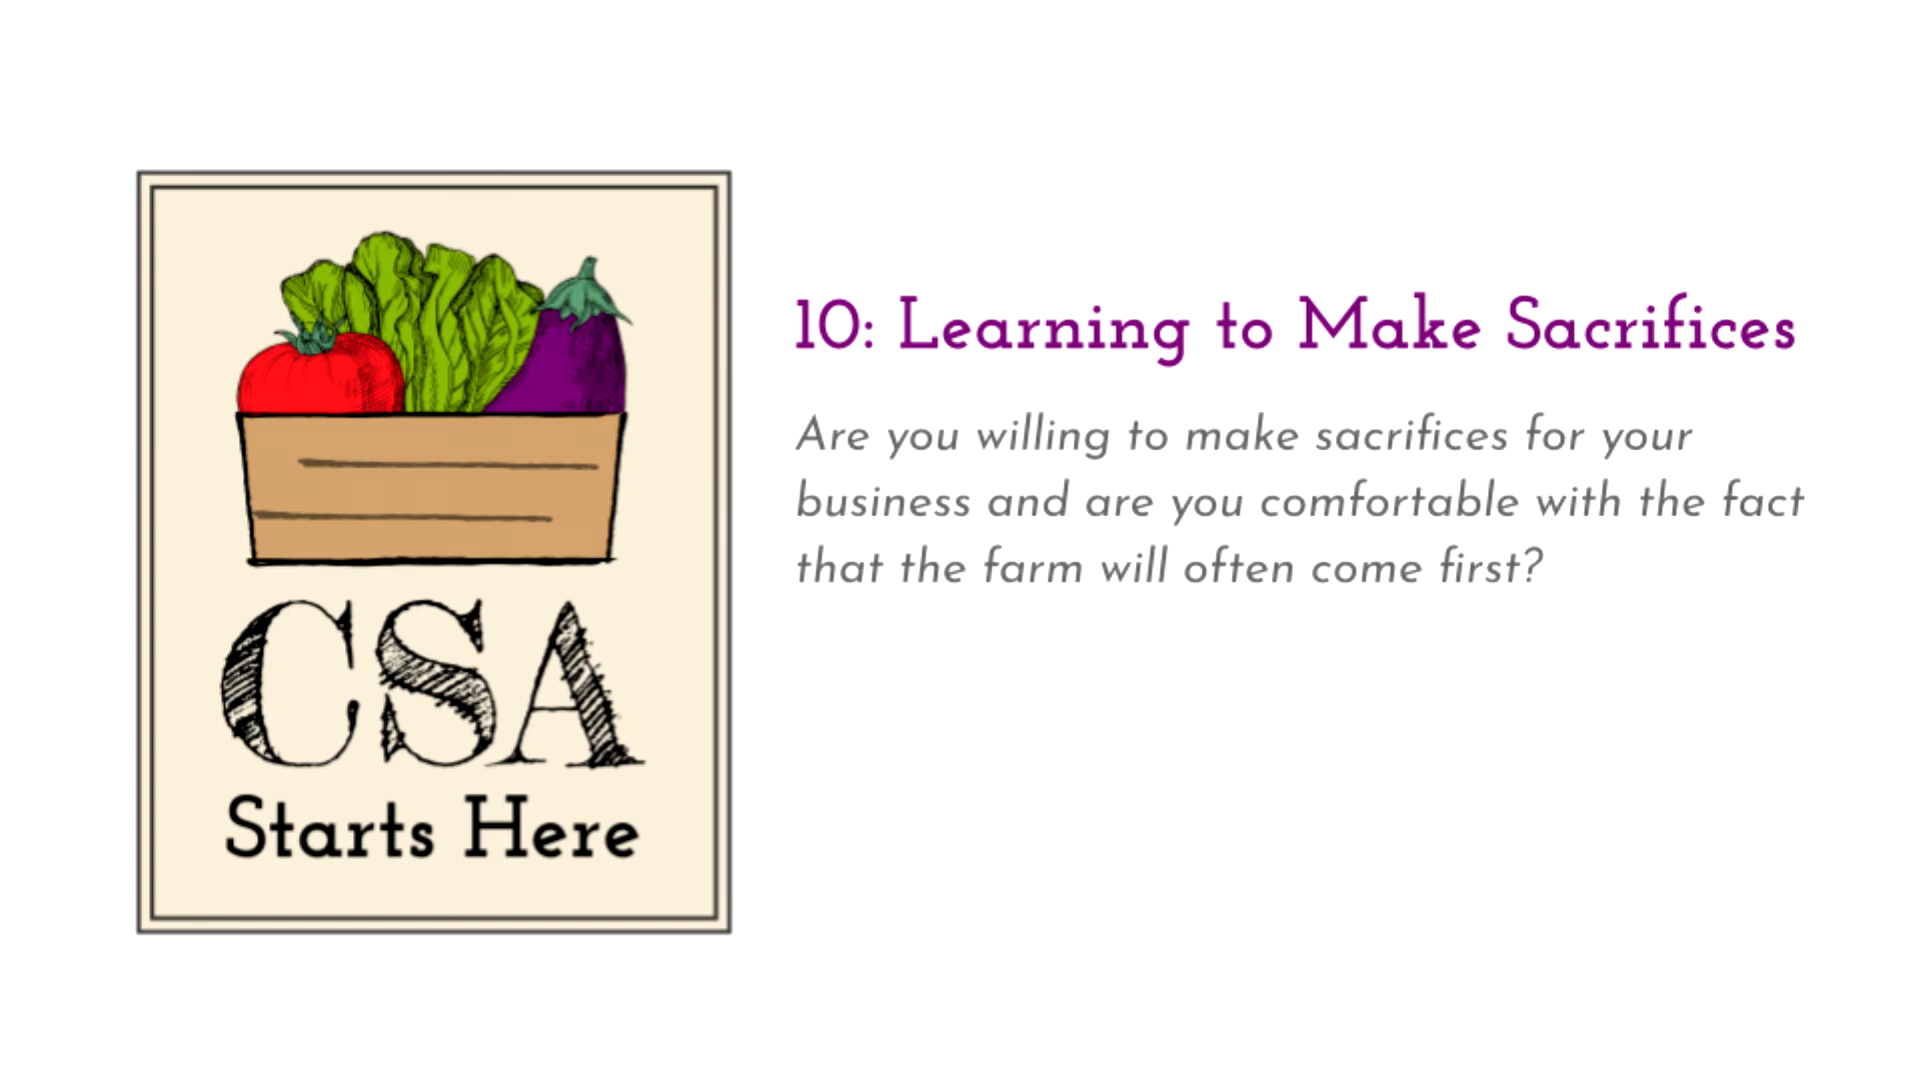 CSA
Starts Here
10: Learning to Make Sacrifices
Are you willing to make sacrifices for your
business and are you comfortable with the fact
that the farm will often come first?